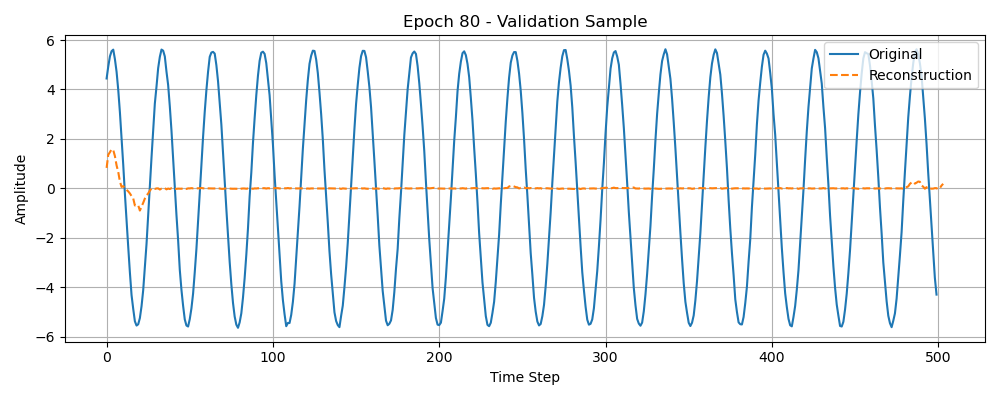 Epoch 80 - Validation Sample
Original
Reconstruction
6
4
2
0
−2
−4
−6
Amplitude
0 100 200 300 400 500
Time Step